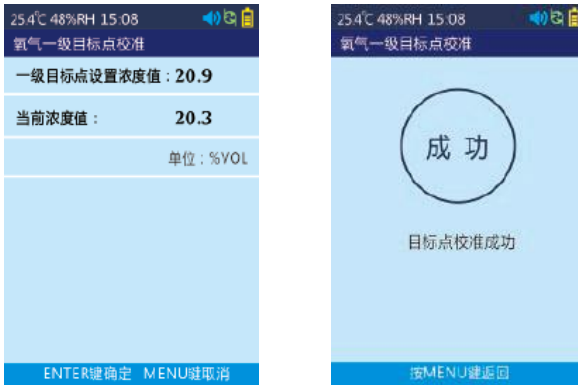 25.4℃ 48%RH 15:08
氧气一级目标点校准
一级目标点设置浓度值：20.9
当前浓度值： 20.3
单位：%VOL
ENTER键确定 MENU键取消
25.4℃ 48%RH 15:08
氧气一级目标点校准
成功
目标点校准成功
按MENU键返回